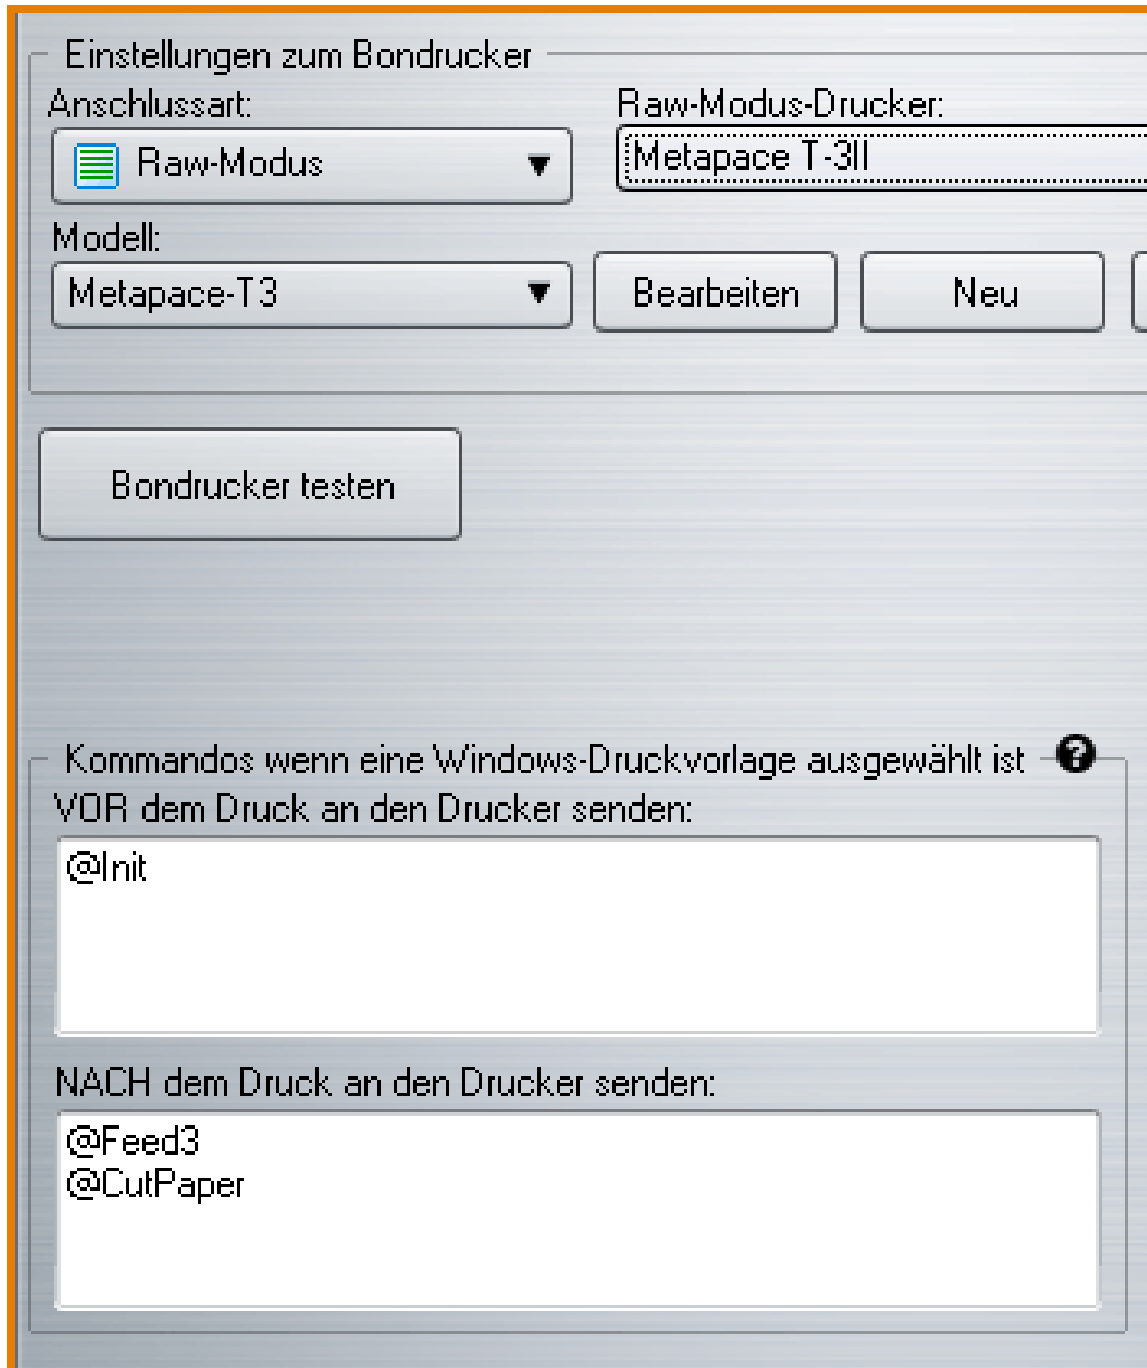 Einstellungen zum Bondrucker
Anschlussart:
Raw-Modus-Drucker:
Raw-Modus
Metapace T-3II
Modell:
Metapace-T3
Bearbeiten
Neu
Bondrucker testen
Kommandos wenn eine Windows-Druckvorlage ausgewählt ist
VOR dem Druck an den Drucker senden:
@Init
NACH dem Druck an den Drucker senden:
@Feed3
@CutPaper